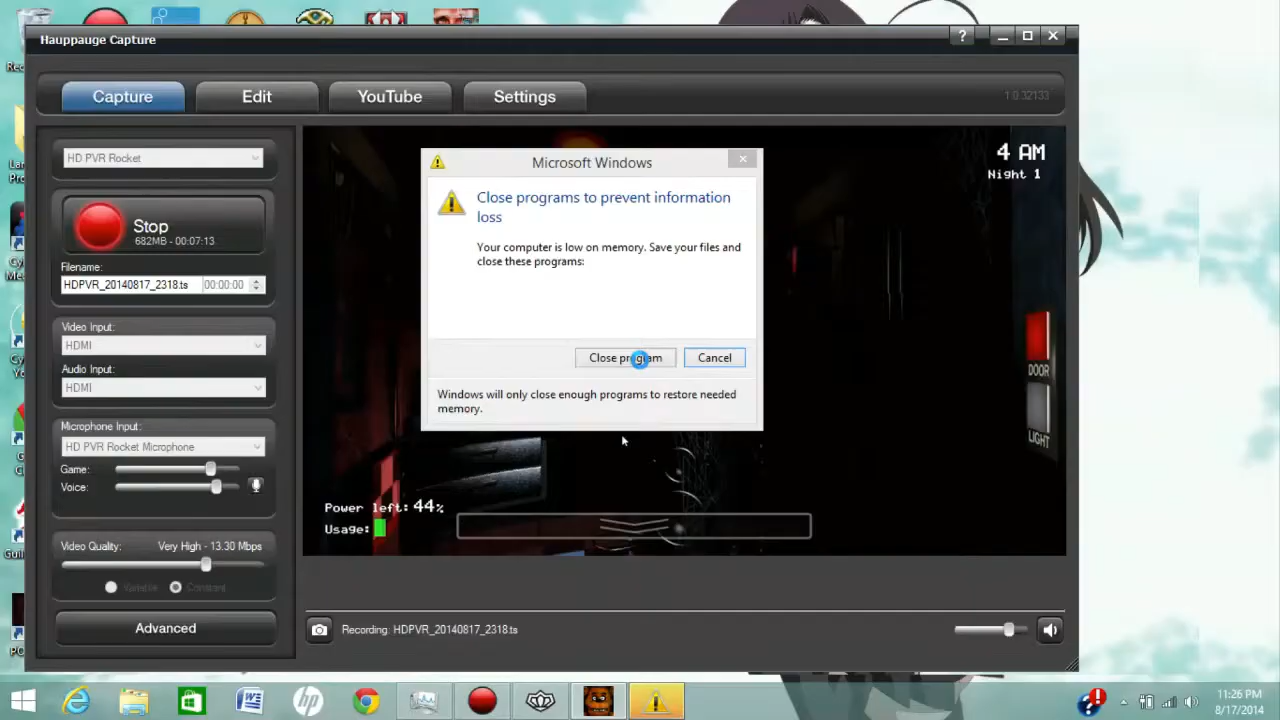 Hauppauge Capture
?
Capture
Edit
YouTube
Settings
1.0.32133
HD PVR Rocket
Stop
682MB - 00:07:13
Filename:
HDPVR_20140817_2318.ts
00:00:00
Video Input:
HDMI
Audio Input:
HDMI
Microphone Input:
HD PVR Rocket Microphone
Game:
Voice:
Video Quality:
Very High - 13.30 Mbps
Variable
Constant
Advanced
4 AM
Night 1
Microsoft Windows
Close programs to prevent information
loss
Your computer is low on memory. Save your files and
close these programs:
Close program
Cancel
Windows will only close enough programs to restore needed
memory.
DOOR
LIGHT
Power left: 44%
Usage:
Recording: HDPVR_20140817_2318.ts
11:26 PM
8/17/2014